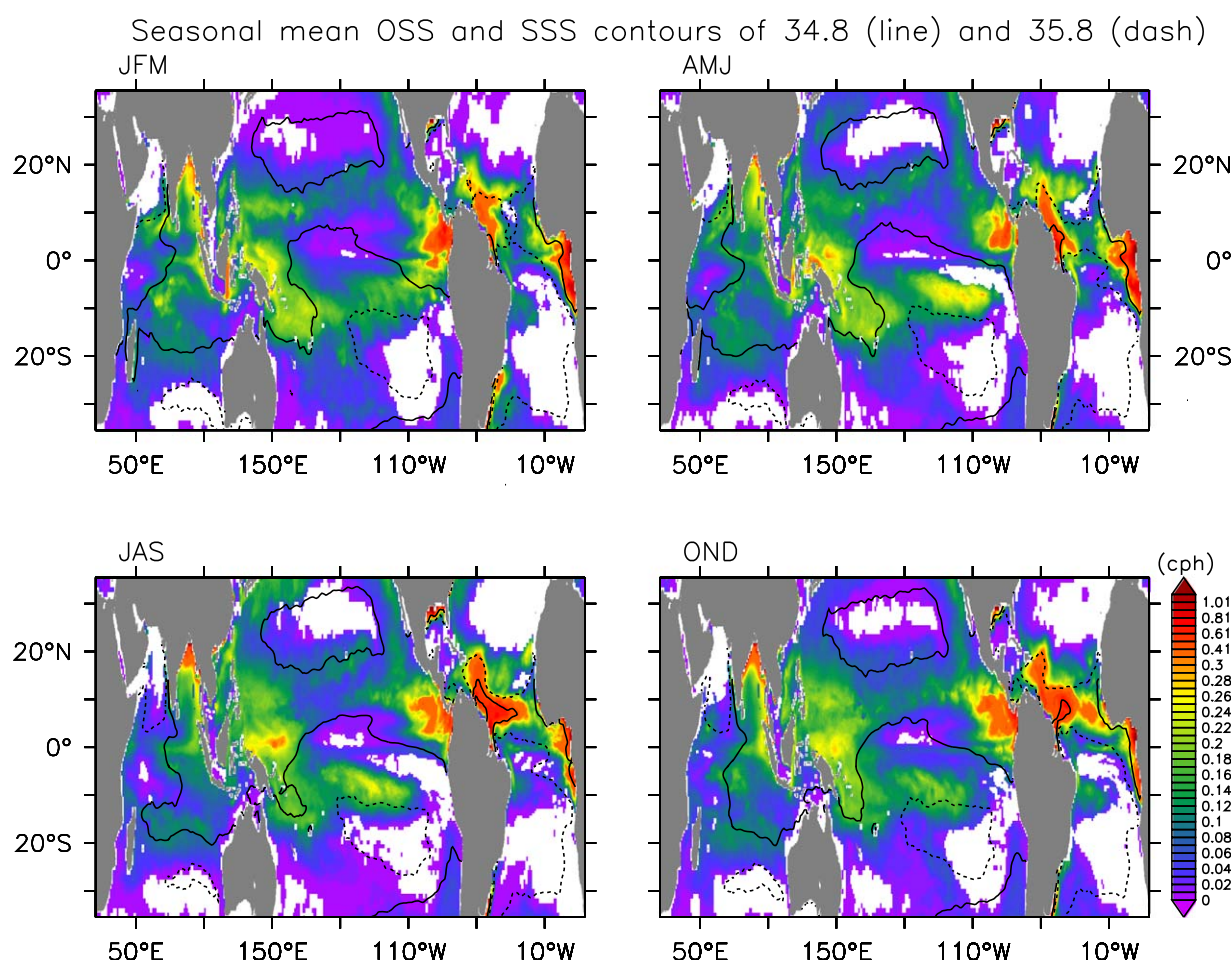 Seasonal mean OSS and SSS contours of 34.8 (line) and 35.8 (dash)
JFM
AMJ
20°N
0°
20°S
20°N
0°
20°S
50°E 150°E 110°W 10°W
50°E 150°E 110°W 10°W
JAS
OND
(cph)
20°N
0°
20°S
1.01
0.81
0.61
0.41
0.3
0.28
0.26
0.24
0.22
0.2
0.18
0.16
0.14
0.12
0.1
0.08
0.06
0.04
0.02
0
50°E 150°E 110°W 10°W
50°E 150°E 110°W 10°W